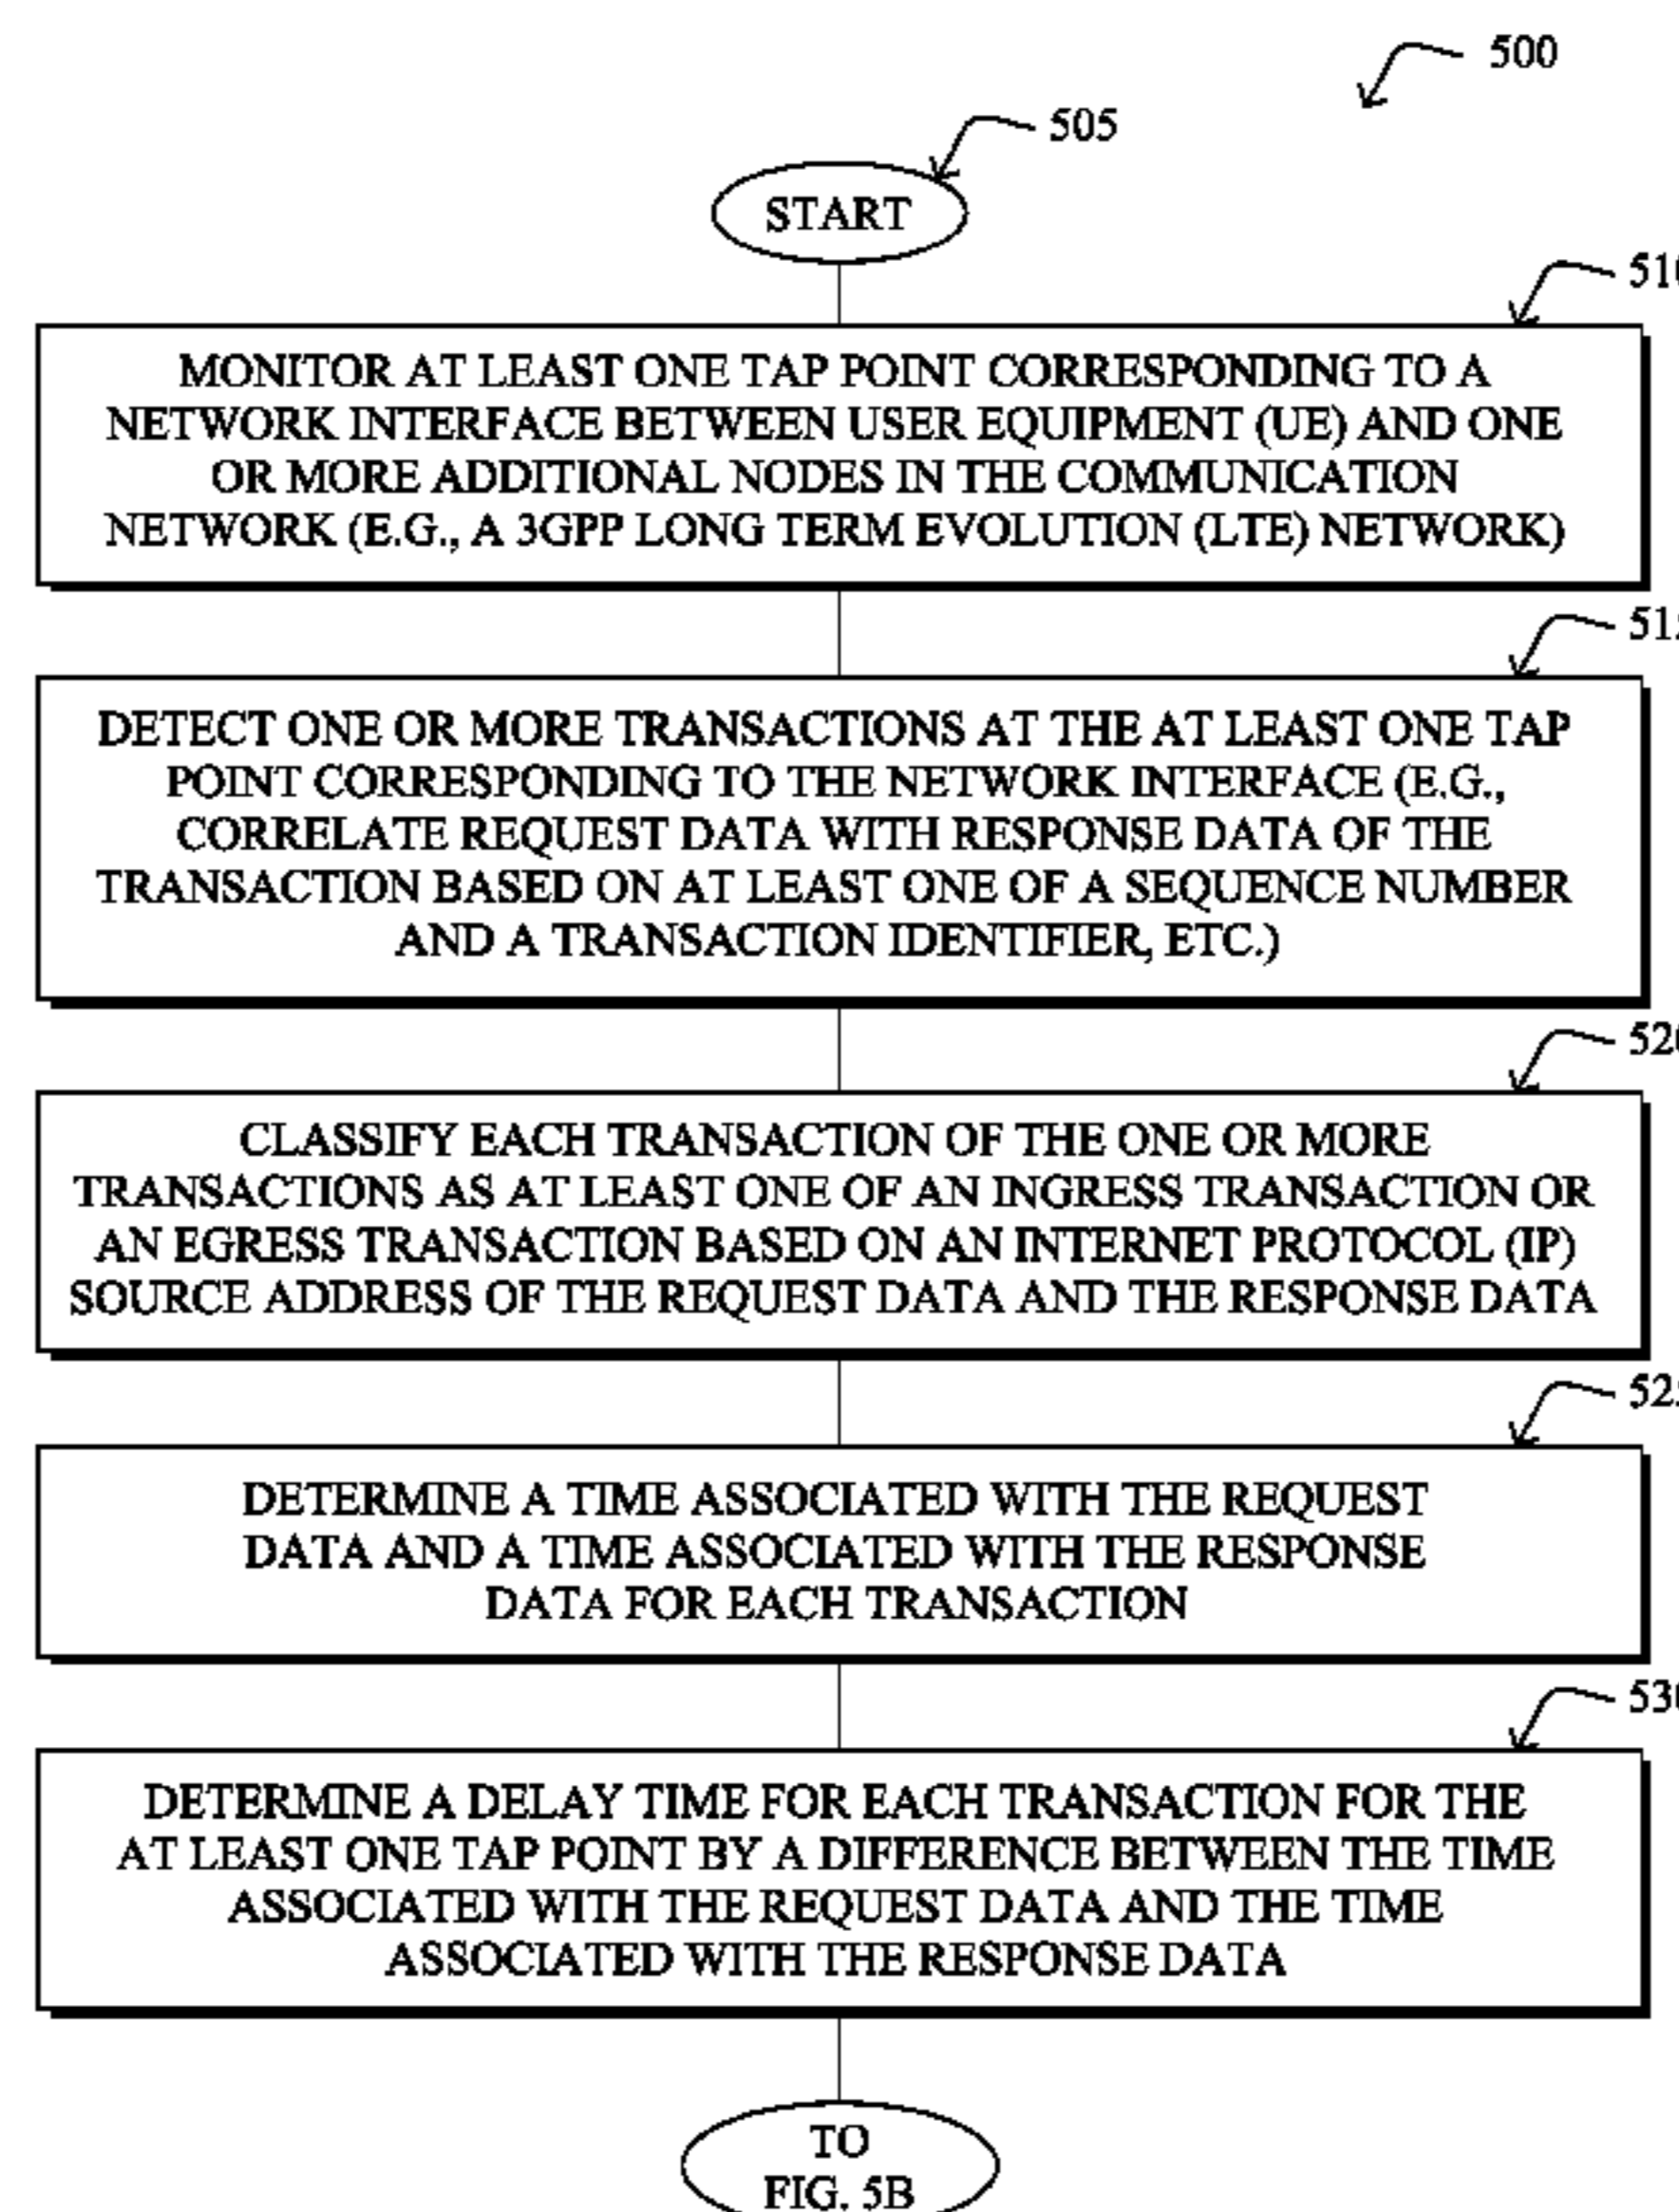 500
505
START
510
MONITOR AT LEAST ONE TAP POINT CORRESPONDING TO A
NETWORK INTERFACE BETWEEN USER EQUIPMENT (UE) AND ONE
OR MORE ADDITIONAL NODES IN THE COMMUNICATION
NETWORK (E.G., A 3GPP LONG TERM EVOLUTION (LTE) NETWORK)
515
DETECT ONE OR MORE TRANSACTIONS AT THE AT LEAST ONE TAP
POINT CORRESPONDING TO THE NETWORK INTERFACE (E.G.,
CORRELATE REQUEST DATA WITH RESPONSE DATA OF THE
TRANSACTION BASED ON AT LEAST ONE OF A SEQUENCE NUMBER
AND A TRANSACTION IDENTIFIER, ETC.)
520
CLASSIFY EACH TRANSACTION OF THE ONE OR MORE
TRANSACTIONS AS AT LEAST ONE OF AN INGRESS TRANSACTION OR
AN EGRESS TRANSACTION BASED ON AN INTERNET PROTOCOL (IP)
SOURCE ADDRESS OF THE REQUEST DATA AND THE RESPONSE DATA
525
DETERMINE A TIME ASSOCIATED WITH THE REQUEST
DATA AND A TIME ASSOCIATED WITH THE RESPONSE
DATA FOR EACH TRANSACTION
530
DETERMINE A DELAY TIME FOR EACH TRANSACTION FOR THE
AT LEAST ONE TAP POINT BY A DIFFERENCE BETWEEN THE TIME
ASSOCIATED WITH THE REQUEST DATA AND THE TIME
ASSOCIATED WITH THE RESPONSE DATA
TO
FIG. 5B